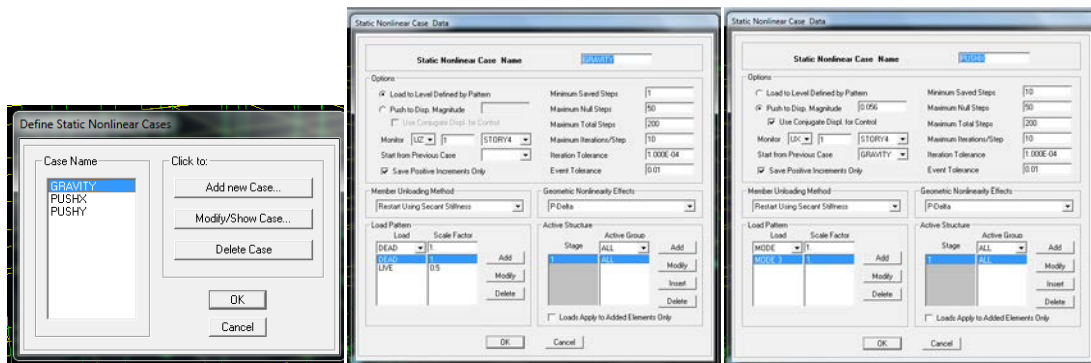 Define Static Nonlinear Cases
Case Name
GRAVITY
PUSHX
PUSHY
Click to:
Add new Case...
Modify/Show Case...
Delete Case
OK
Cancel
Static Nonlinear Case Data
Static Nonlinear Case Name
GRAVITY
Options
Load to Level Defined by Pattern
Push to Disp. Magnitude
Use Conjugate Displ. for Control
Monitor UZ 1 STORY4
Start from Previous Case
Save Positive Increments Only
Minimum Saved Steps 1
Maximum Null Steps 50
Maximum Total Steps 200
Maximum Iterations/Step 10
Iteration Tolerance 1.000E-04
Event Tolerance 0.01
Member Unloading Method
Restart Using Secant Stiffness
Geometric Nonlinearity Effects
P-Delta
Load Pattern
Load Scale Factor
DEAD 1.
DEAD 1
LIVE 0.5
Add
Modify
Delete
Active Structure
Active Group
Stage ALL
1 ALL
Add
Modify
Insert
Delete
Loads Apply to Added Elements Only
OK
Cancel
Static Nonlinear Case Data
Static Nonlinear Case Name
PUSHX
Options
Load to Level Defined by Pattern
Push to Disp. Magnitude 0.056
Use Conjugate Displ. for Control
Monitor UX 1 STORY4
Start from Previous Case GRAVITY
Save Positive Increments Only
Minimum Saved Steps 10
Maximum Null Steps 50
Maximum Total Steps 200
Maximum Iterations/Step 10
Iteration Tolerance 1.000E-04
Event Tolerance 0.01
Member Unloading Method
Restart Using Secant Stiffness
Geometric Nonlinearity Effects
P-Delta
Load Pattern
Load Scale Factor
MODE 1.
MODE 3 1
Add
Modify
Delete
Active Structure
Active Group
Stage ALL
1 ALL
Add
Modify
Insert
Delete
Loads Apply to Added Elements Only
OK
Cancel